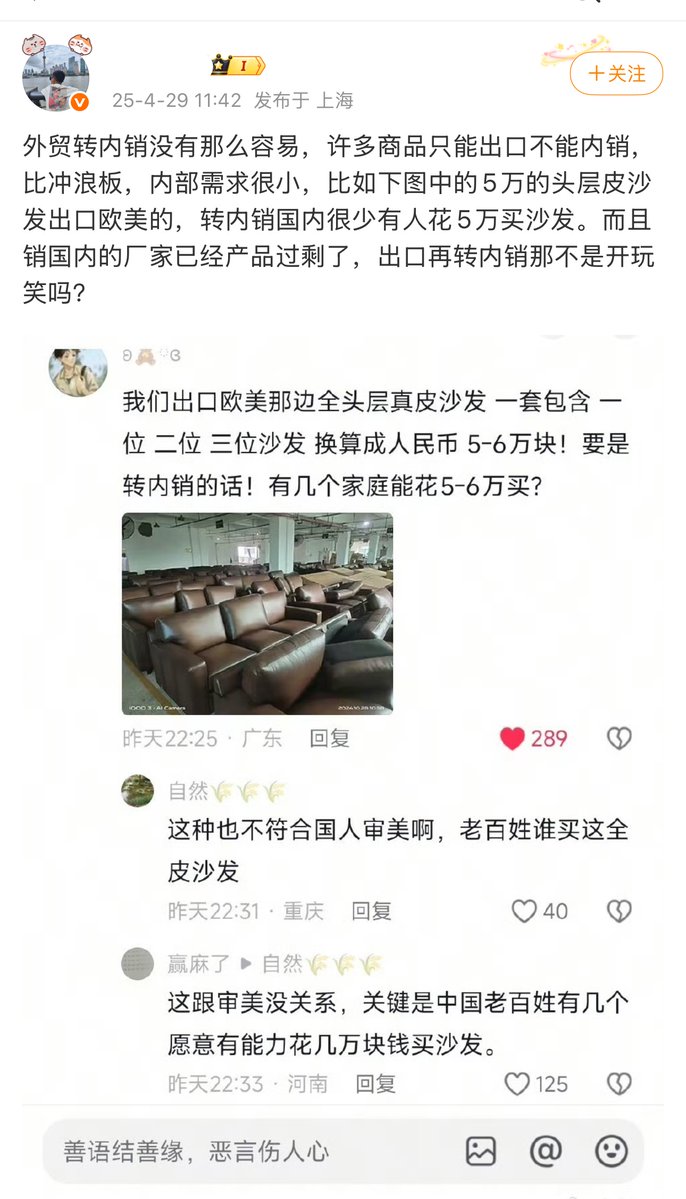 I
+关注
25-4-29 11:42 发布于 上海
外贸转内销没有那么容易，许多商品只能出口不能内销，
比冲浪板，内部需求很小，比如下图中的5万的头层皮沙
发出口欧美的，转内销国内很少有人花5万买沙发。而且
销国内的厂家已经产品过剩了，出口再转内销那不是开玩
笑吗？
我们出口欧美那边全头层真皮沙发 一套包含 一
位 二位 三位沙发 换算成人民币 5-6万块！要是
转内销的话！有几个家庭能花5-6万买？
iQOO 3 · AI Camera
2024.10.28 10:38
昨天22:25 · 广东 回复
289
自然🌾🌾🌾
这种也不符合国人审美啊，老百姓谁买这全
皮沙发
昨天22:31 · 重庆 回复
40
赢麻了 ▶ 自然🌾🌾🌾
这跟审美没关系，关键是中国老百姓有几个
愿意有能力花几万块钱买沙发。
昨天22:33 · 河南 回复
125
善语结善缘，恶言伤人心
@